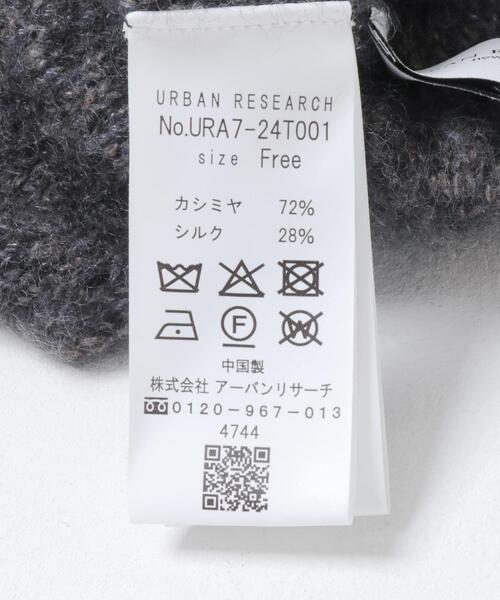 URBAN RESEARCH
No.URA7-24T001
size Free
カシミヤ 72%
シルク 28%
F
W
中国製
株式会社 アーバンリサーチ
0120-967-013
4744